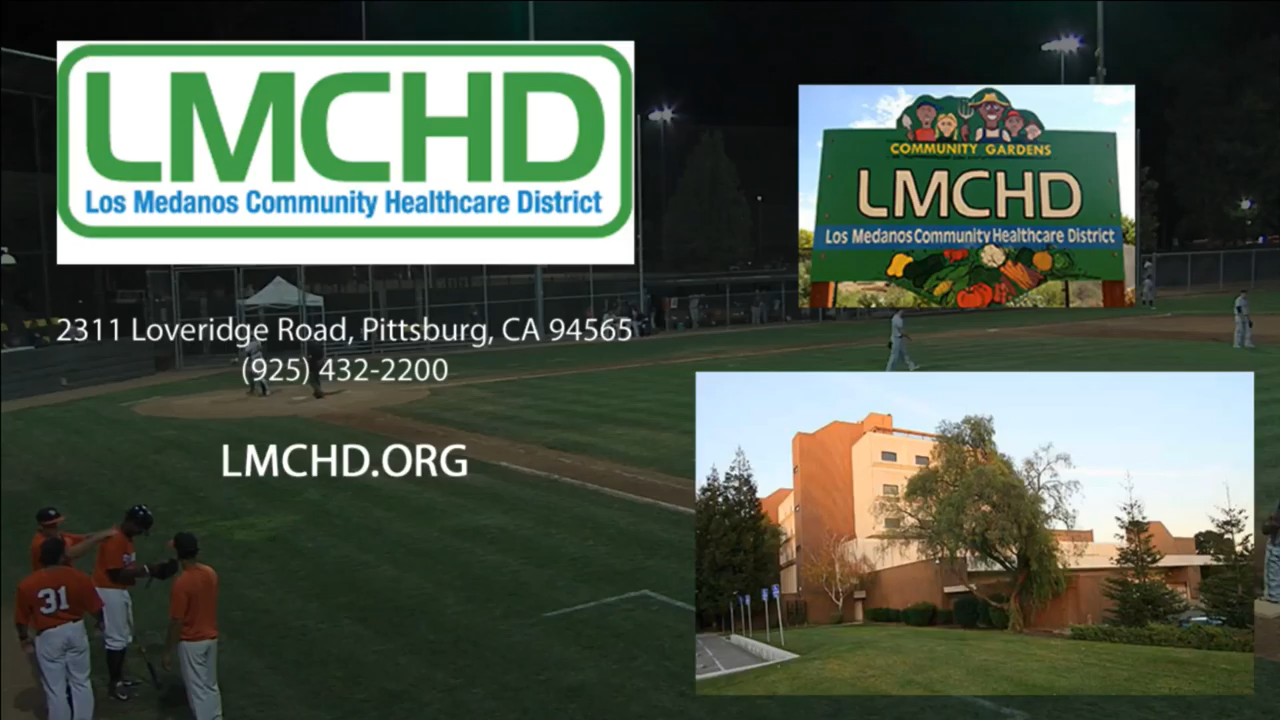 LMCHD
Los Medanos Community Healthcare District
COMMUNITY GARDENS
LMCHD
Los Medanos Community Healthcare District
2311 Loveridge Road, Pittsburg, CA 94565
(925) 432-2200
LMCHD.ORG
31